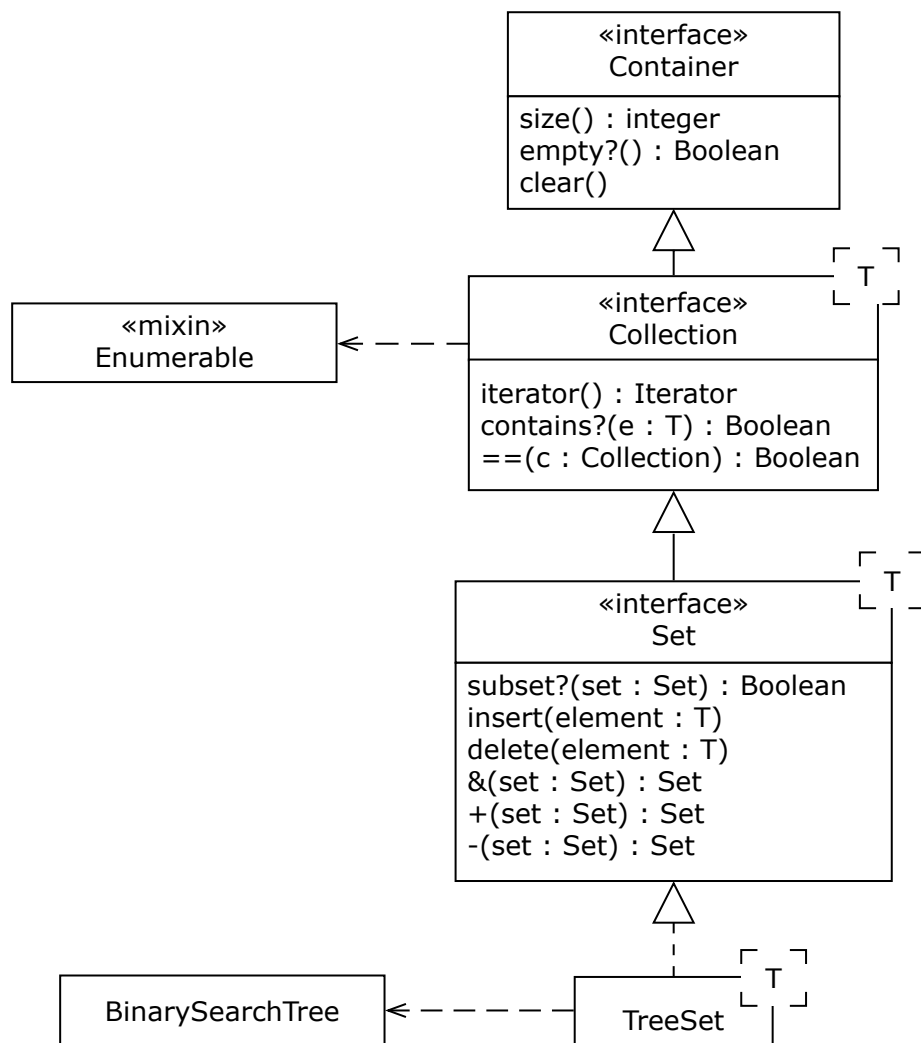 «interface»
Container
size() : integer
empty?() : Boolean
clear()
T
«interface»
Collection
«mixin»
Enumerable
iterator() : Iterator
contains?(e : T) : Boolean
==(c : Collection) : Boolean
T
«interface»
Set
subset?(set : Set) : Boolean
insert(element : T)
delete(element : T)
&(set : Set) : Set
+(set : Set) : Set
-(set : Set) : Set
T
BinarySearchTree
TreeSet